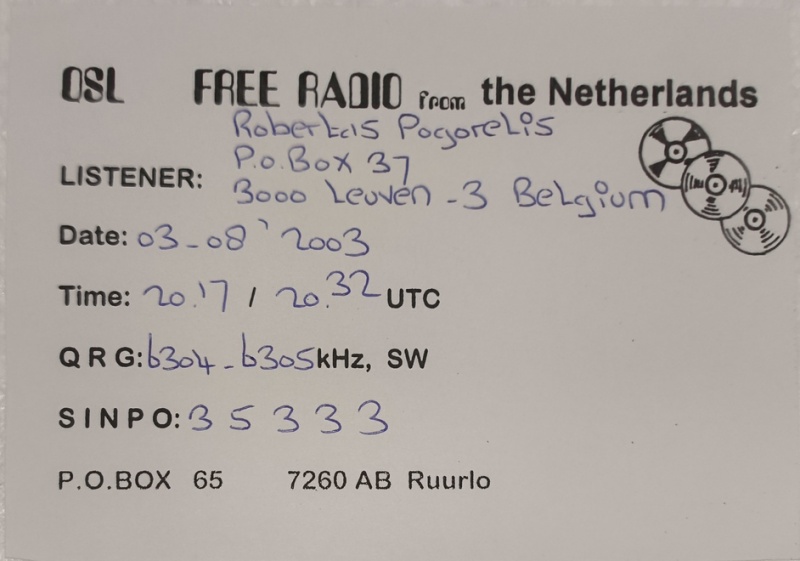 QSL FREE RADIO from the Netherlands
Robertas Pogorelis
P.o.Box 37
LISTENER: 3000 Leuven -3 Belgium
Date: 03-08' 2003
Time: 20.17 / 20.32 UTC
QRG: 6304 - 6305 kHz, SW
SINPO: 3 5 3 3 3
P.O.BOX 65 7260 AB Ruurlo